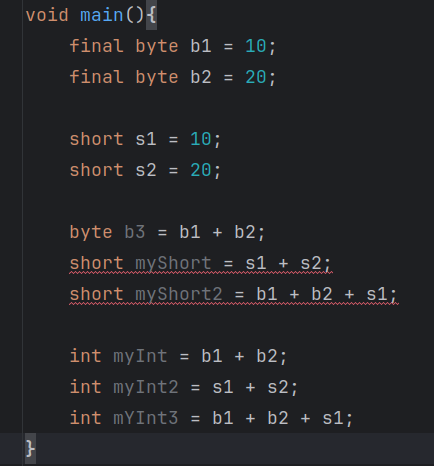 void main(){
final byte b1 = 10;
final byte b2 = 20;
short s1 = 10;
short s2 = 20;
byte b3 = b1 + b2;
short myShort = s1 + s2;
short myShort2 = b1 + b2 + s1;
int myInt = b1 + b2;
int myInt2 = s1 + s2;
int mYInt3 = b1 + b2 + s1;
}